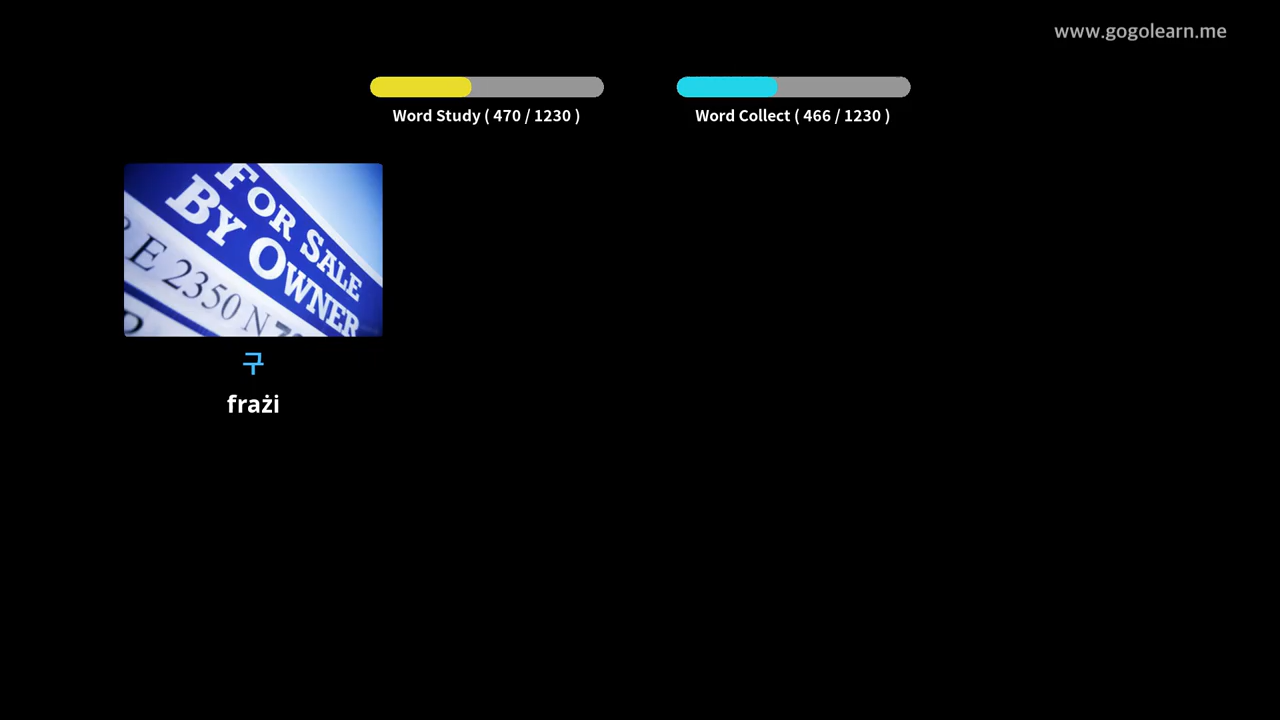 www.gogolearn.me
Word Study ( 470 / 1230 )
Word Collect ( 466 / 1230 )
FOR SALE
BY OWNER
E 2350 N
구
frażi